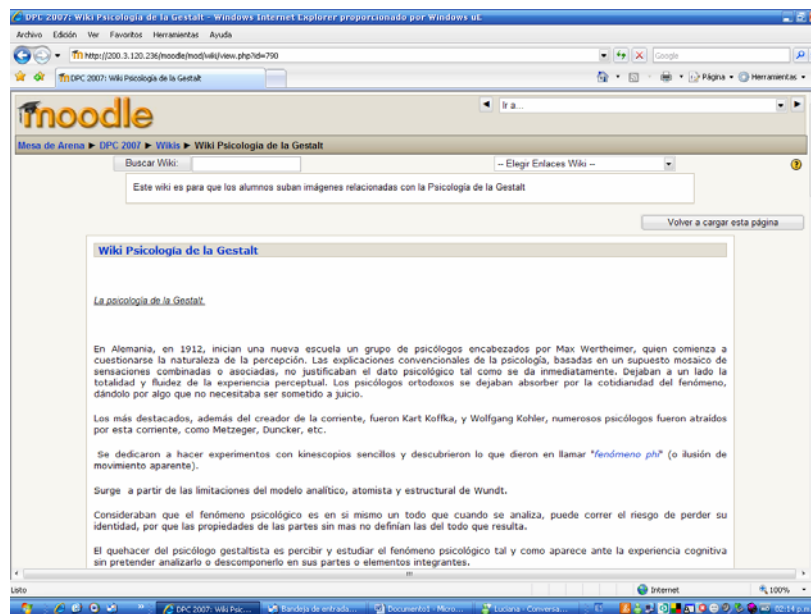 DPC 2007: Wiki Psicología de la Gestalt - Windows Internet Explorer proporcionado por Windows uE
Archivo Edición Ver Favoritos Herramientas Ayuda
http://200.3.120.236/moodle/mod/wiki/view.php?id=790
Google
DPC 2007: Wiki Psicología de la Gestalt
Página Herramientas
moodle
Ir a...
Mesa de Arena ► DPC 2007 ► Wikis ► Wiki Psicología de la Gestalt
Buscar Wiki:
-- Elegir Enlaces Wiki --
Este wiki es para que los alumnos suban imágenes relacionadas con la Psicología de la Gestalt
Volver a cargar esta página
Wiki Psicología de la Gestalt
La psicología de la Gestalt.
En Alemania, en 1912, inician una nueva escuela un grupo de psicólogos encabezados por Max Wertheimer, quien comienza a
cuestionarse la naturaleza de la percepción. Las explicaciones convencionales de la psicología, basadas en un supuesto mosaico de
sensaciones combinadas o asociadas, no justificaban el dato psicológico tal como se da inmediatamente. Dejaban a un lado la
totalidad y fluidez de la experiencia perceptual. Los psicólogos ortodoxos se dejaban absorber por la cotidianidad del fenómeno,
dándolo por algo que no necesitaba ser sometido a juicio.
Los más destacados, además del creador de la corriente, fueron Kart Koffka, y Wolfgang Kohler, numerosos psicólogos fueron atraídos
por esta corriente, como Metzeger, Duncker, etc.
Se dedicaron a hacer experimentos con kinescopios sencillos y descubrieron lo que dieron en llamar "fenómeno phi" (o ilusión de
movimiento aparente).
Surge a partir de las limitaciones del modelo analítico, atomista y estructural de Wundt.
Consideraban que el fenómeno psicológico es en si mismo un todo que cuando se analiza, puede correr el riesgo de perder su
identidad, por que las propiedades de las partes sin mas no definían las del todo que resulta.
El quehacer del psicólogo gestaltista es percibir y estudiar el fenómeno psicológico tal y como aparece ante la experiencia cognitiva
sin pretender analizarlo o descomponerlo en sus partes o elementos integrantes.
Listo
Internet
100%
DPC 2007: Wiki Psic...
Bandeja de entrada...
Documento1 - Micro...
Luciana - Conversa...
ES
02:14 p.m.